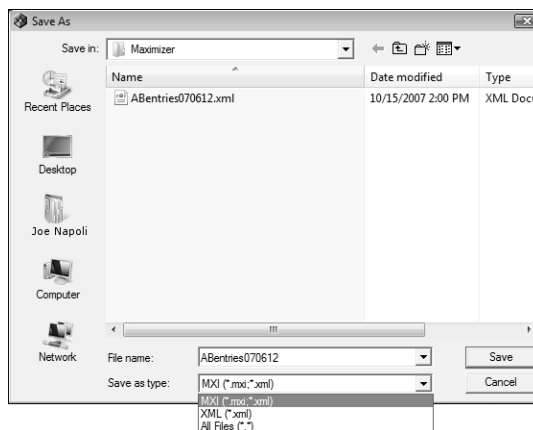 Save As
Save in:
Maximizer
Name
Date modified
Type
ABentries070612.xml
10/15/2007 2:00 PM
XML Docu
Recent Places
Desktop
Joe Napoli
Computer
Network
File name:
ABentries070612
Save
Save as type:
MXI (*.mxi;*.xml)
Cancel
MXI (*.mxi;*.xml)
XML (*.xml)
All Files (*.*)